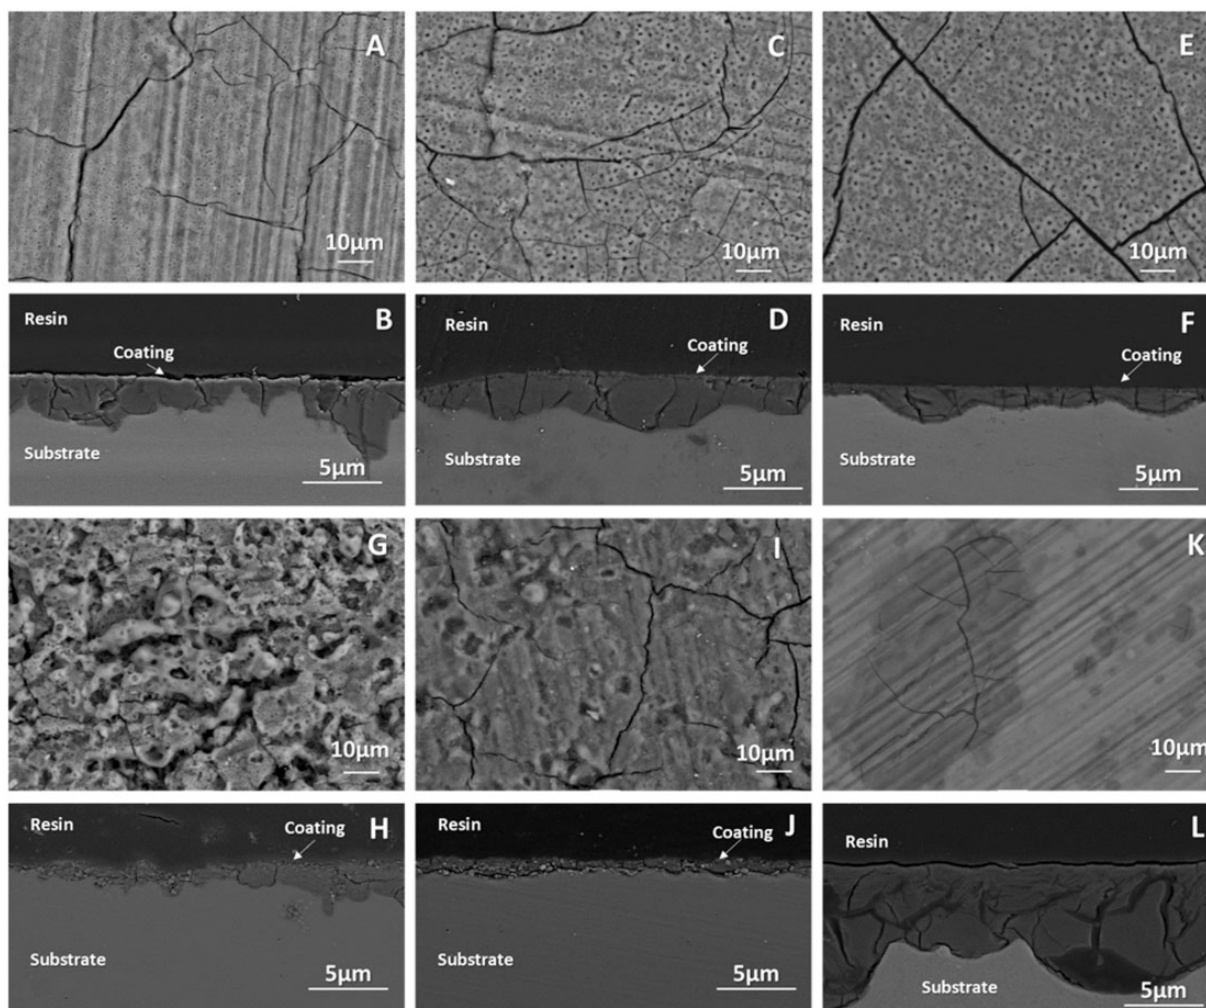 A
10µm
C
10µm
E
10µm
Resin
B
Coating
Substrate
5µm
Resin
D
Coating
Substrate
5µm
Resin
F
Coating
Substrate
5µm
G
10µm
I
10µm
K
10µm
Resin
H
Coating
Substrate
5µm
Resin
J
Coating
Substrate
5µm
Resin
L
Substrate
5µm